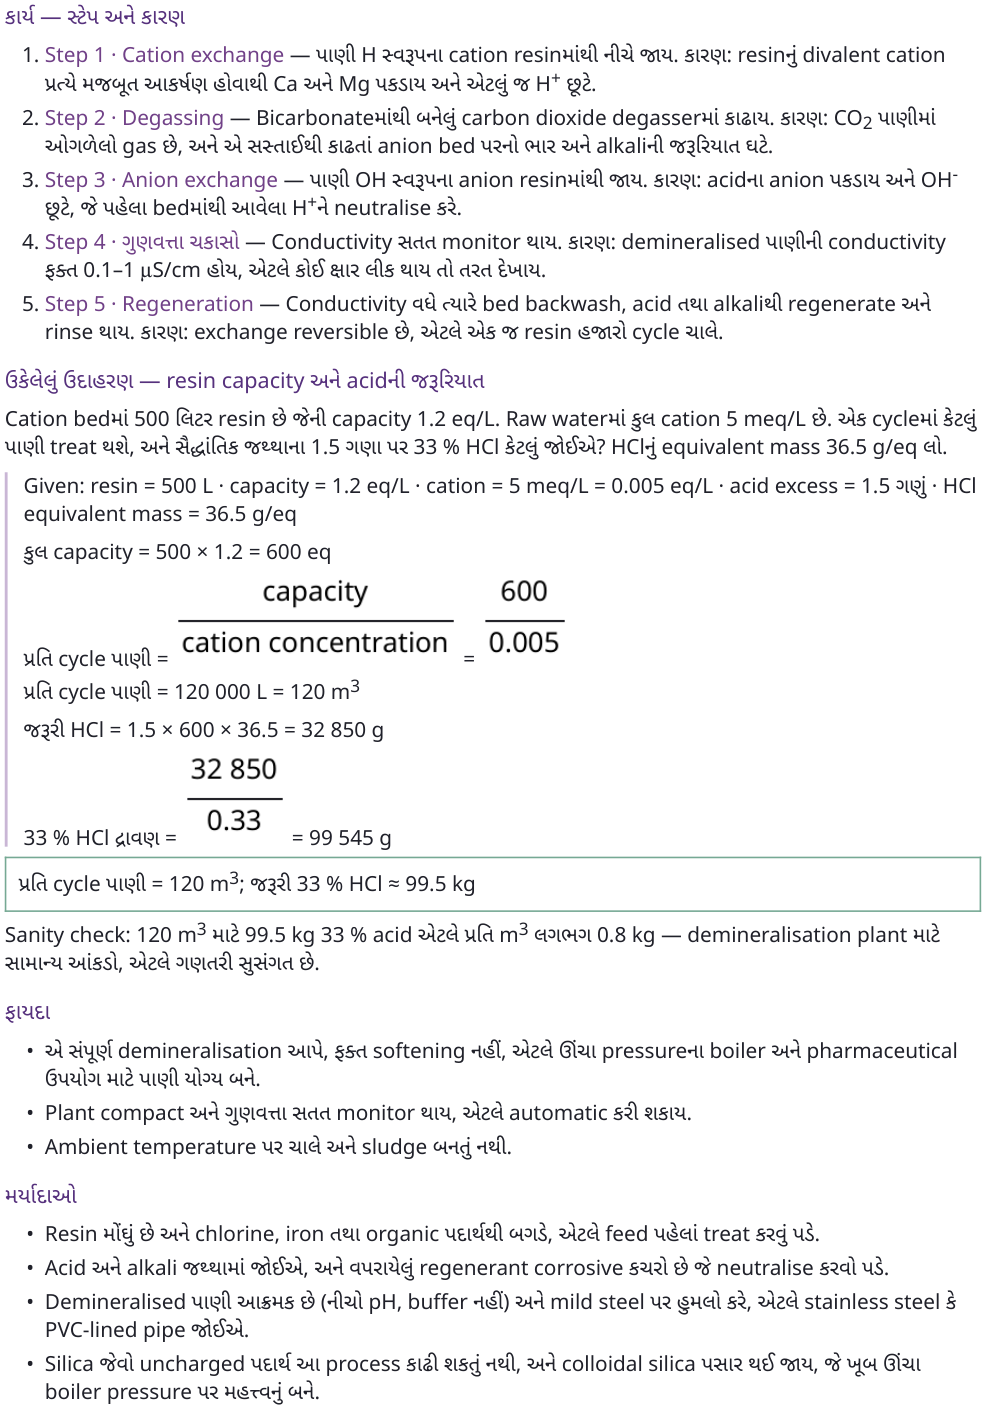 કાર્ય — સ્ટેપ અને કારણ
1. Step 1 · Cation exchange — પાણી H સ્વરૂપના cation resinમાંથી નીચે જાય. કારણ: resinનું divalent cation
પ્રત્યે મજબૂત આકર્ષણ હોવાથી Ca અને Mg પકડાય અને એટલું જ H⁺ છૂટે.
2. Step 2 · Degassing — Bicarbonateમાંથી બનેલું carbon dioxide degasserમાં કાઢાય. કારણ: CO₂ પાણીમાં
ઓગળેલો gas છે, અને એ સસ્તાઈથી કાઢતાં anion bed પરનો ભાર અને alkaliની જરૂરિયાત ઘટે.
3. Step 3 · Anion exchange — પાણી OH સ્વરૂપના anion resinમાંથી જાય. કારણ: acidના anion પકડાય અને OH⁻
છૂટે, જે પહેલા bedમાંથી આવેલા H⁺ને neutralise કરે.
4. Step 4 · ગુણવત્તા ચકાસો — Conductivity સતત monitor થાય. કારણ: demineralised પાણીની conductivity
ફક્ત 0.1–1 μS/cm હોય, એટલે કોઈ ક્ષાર લીક થાય તો તરત દેખાય.
5. Step 5 · Regeneration — Conductivity વધે ત્યારે bed backwash, acid તથા alkaliથી regenerate અને
rinse થાય. કારણ: exchange reversible છે, એટલે એક જ resin હજારો cycle ચાલે.
ઉકેલેલું ઉદાહરણ — resin capacity અને acidની જરૂરિયાત
Cation bedમાં 500 લિટર resin છે જેની capacity 1.2 eq/L. Raw waterમાં કુલ cation 5 meq/L છે. એક cycleમાં કેટલું
પાણી treat થશે, અને સૈદ્ધાંતિક જથ્થાના 1.5 ગણા પર 33 % HCl કેટલું જોઈએ? HClનું equivalent mass 36.5 g/eq લો.
Given: resin = 500 L · capacity = 1.2 eq/L · cation = 5 meq/L = 0.005 eq/L · acid excess = 1.5 ગણું · HCl
equivalent mass = 36.5 g/eq
કુલ capacity = 500 × 1.2 = 600 eq
પ્રતિ cycle પાણી = capacity / cation concentration = 600 / 0.005
પ્રતિ cycle પાણી = 120 000 L = 120 m³
જરૂરી HCl = 1.5 × 600 × 36.5 = 32 850 g
33 % HCl દ્રાવણ = 32 850 / 0.33 = 99 545 g
પ્રતિ cycle પાણી = 120 m³; જરૂરી 33 % HCl ≈ 99.5 kg
Sanity check: 120 m³ માટે 99.5 kg 33 % acid એટલે પ્રતિ m³ લગભગ 0.8 kg — demineralisation plant માટે
સામાન્ય આંકડો, એટલે ગણતરી સુસંગત છે.
ફાયદા
• એ સંપૂર્ણ demineralisation આપે, ફક્ત softening નહીં, એટલે ઊંચા pressureના boiler અને pharmaceutical
ઉપયોગ માટે પાણી યોગ્ય બને.
• Plant compact અને ગુણવત્તા સતત monitor થાય, એટલે automatic કરી શકાય.
• Ambient temperature પર ચાલે અને sludge બનતું નથી.
મર્યાદાઓ
• Resin મોંઘું છે અને chlorine, iron તથા organic પદાર્થથી બગડે, એટલે feed પહેલાં treat કરવું પડે.
• Acid અને alkali જથ્થામાં જોઈએ, અને વપરાયેલું regenerant corrosive કચરો છે જે neutralise કરવો પડે.
• Demineralised પાણી આક્રમક છે (નીચો pH, buffer નહીં) અને mild steel પર હુમલો કરે, એટલે stainless steel કે
PVC-lined pipe જોઈએ.
• Silica જેવો uncharged પદાર્થ આ process કાઢી શકતું નથી, અને colloidal silica પસાર થઈ જાય, જે ખૂબ ઊંચા
boiler pressure પર મહત્ત્વનું બને.